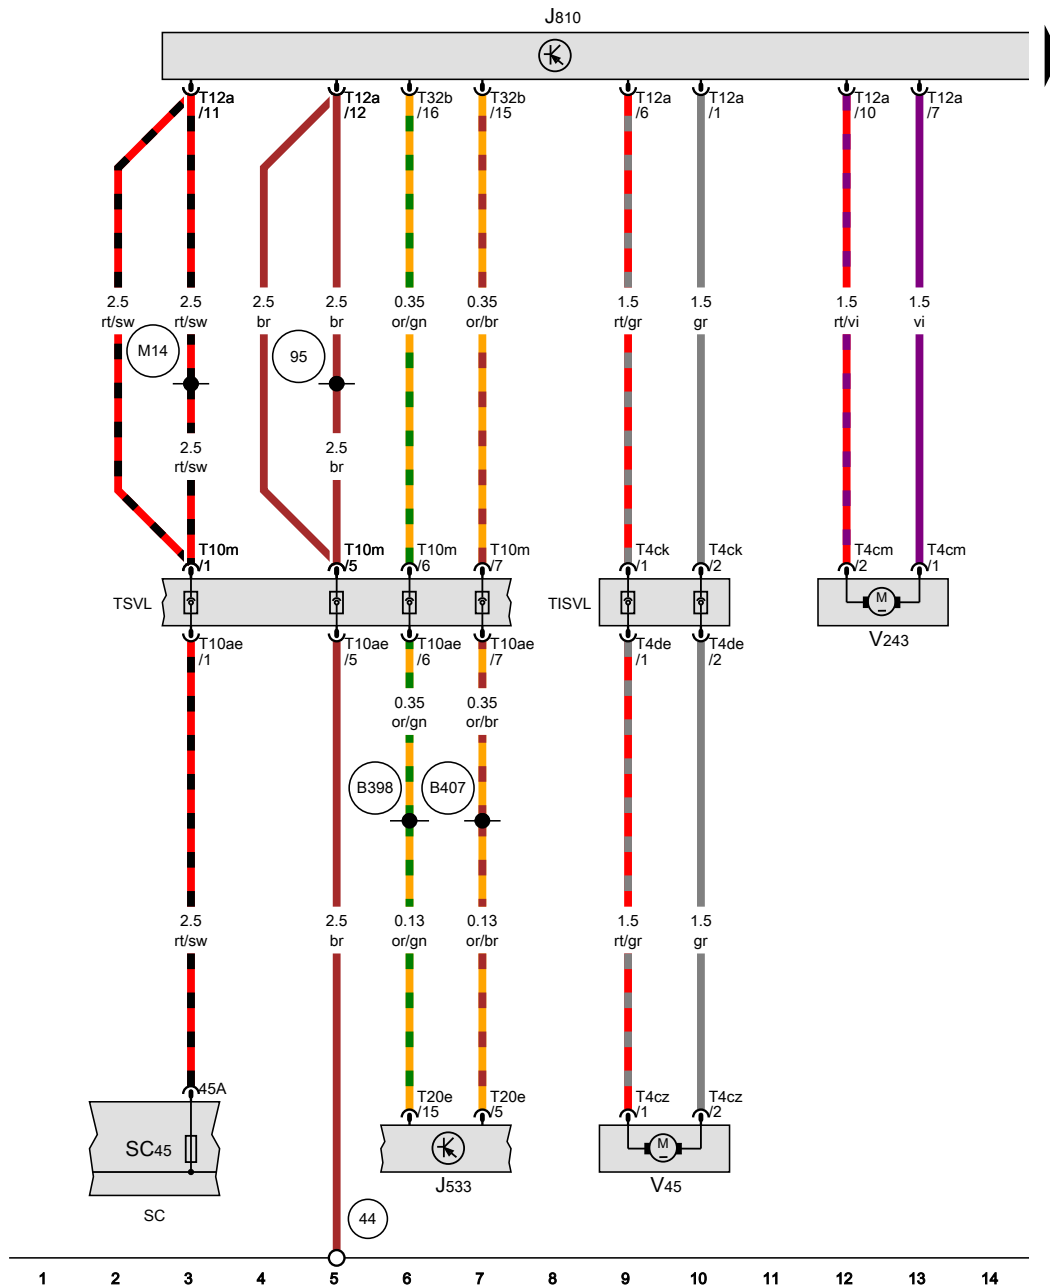 J810
T12a T12a T32b T32b T12a T12a T12a T12a
/11 /12 /16 /15 /6 /1 /10 /7
2.5 2.5 2.5 2.5 0.35 0.35 1.5 1.5 1.5 1.5
rt/sw rt/sw br br or/gn or/br rt/gr gr rt/vi vi
M14 95
2.5 2.5
rt/sw br
T10m T10m T10m T10m T4ck T4ck T4cm T4cm
/1 /5 /6 /7 /1 /2 /2 /1
TSVL TISVL M
V243
T10ae T10ae T10ae T10ae T4de T4de
/1 /5 /6 /7 /1 /2
0.35 0.35
or/gn or/br
B398 B407
2.5 2.5 0.13 0.13 1.5 1.5
rt/sw br or/gn or/br rt/gr gr
45A T20e T20e T4cz T4cz
/15 /5 /1 /2
SC45 M
J533 V45
SC 44
1 2 3 4 5 6 7 8 9 10 11 12 13 14